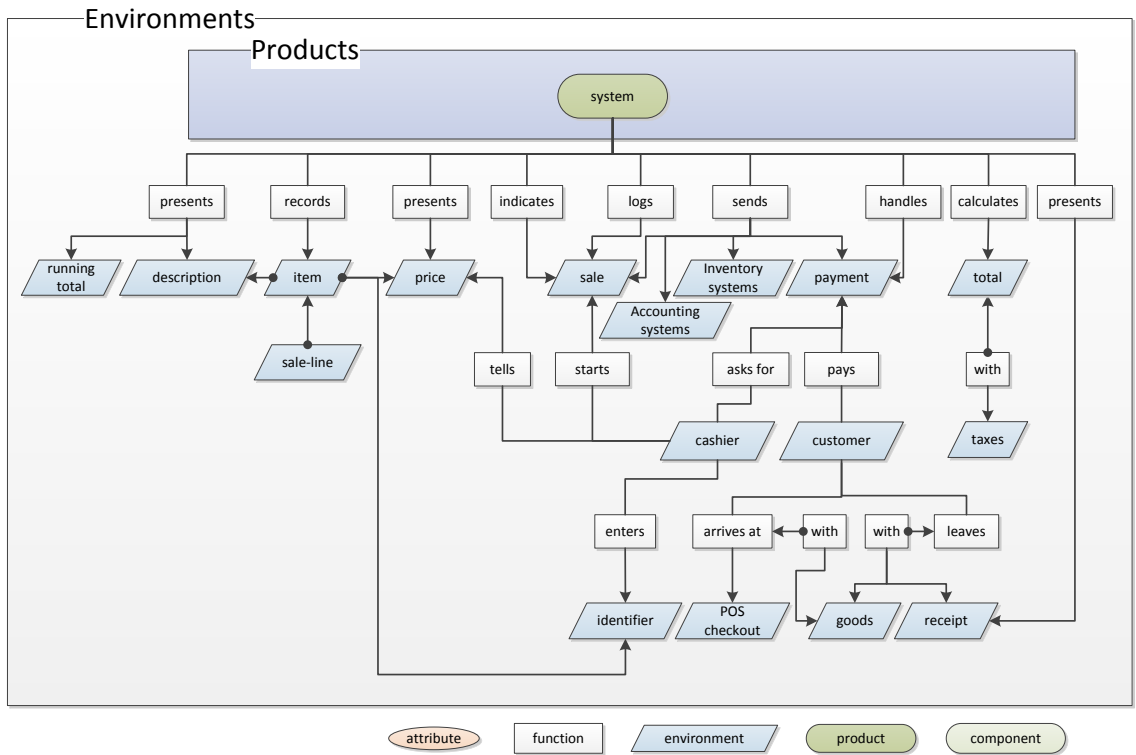 Environments
Products
system
presents
records
presents
indicates
logs
sends
handles
calculates
presents
running
total
description
item
price
sale
Inventory
systems
payment
total
Accounting
systems
sale-line
tells
starts
asks for
pays
with
cashier
customer
taxes
enters
arrives at
with
with
leaves
identifier
POS
checkout
goods
receipt
attribute
function
environment
product
component